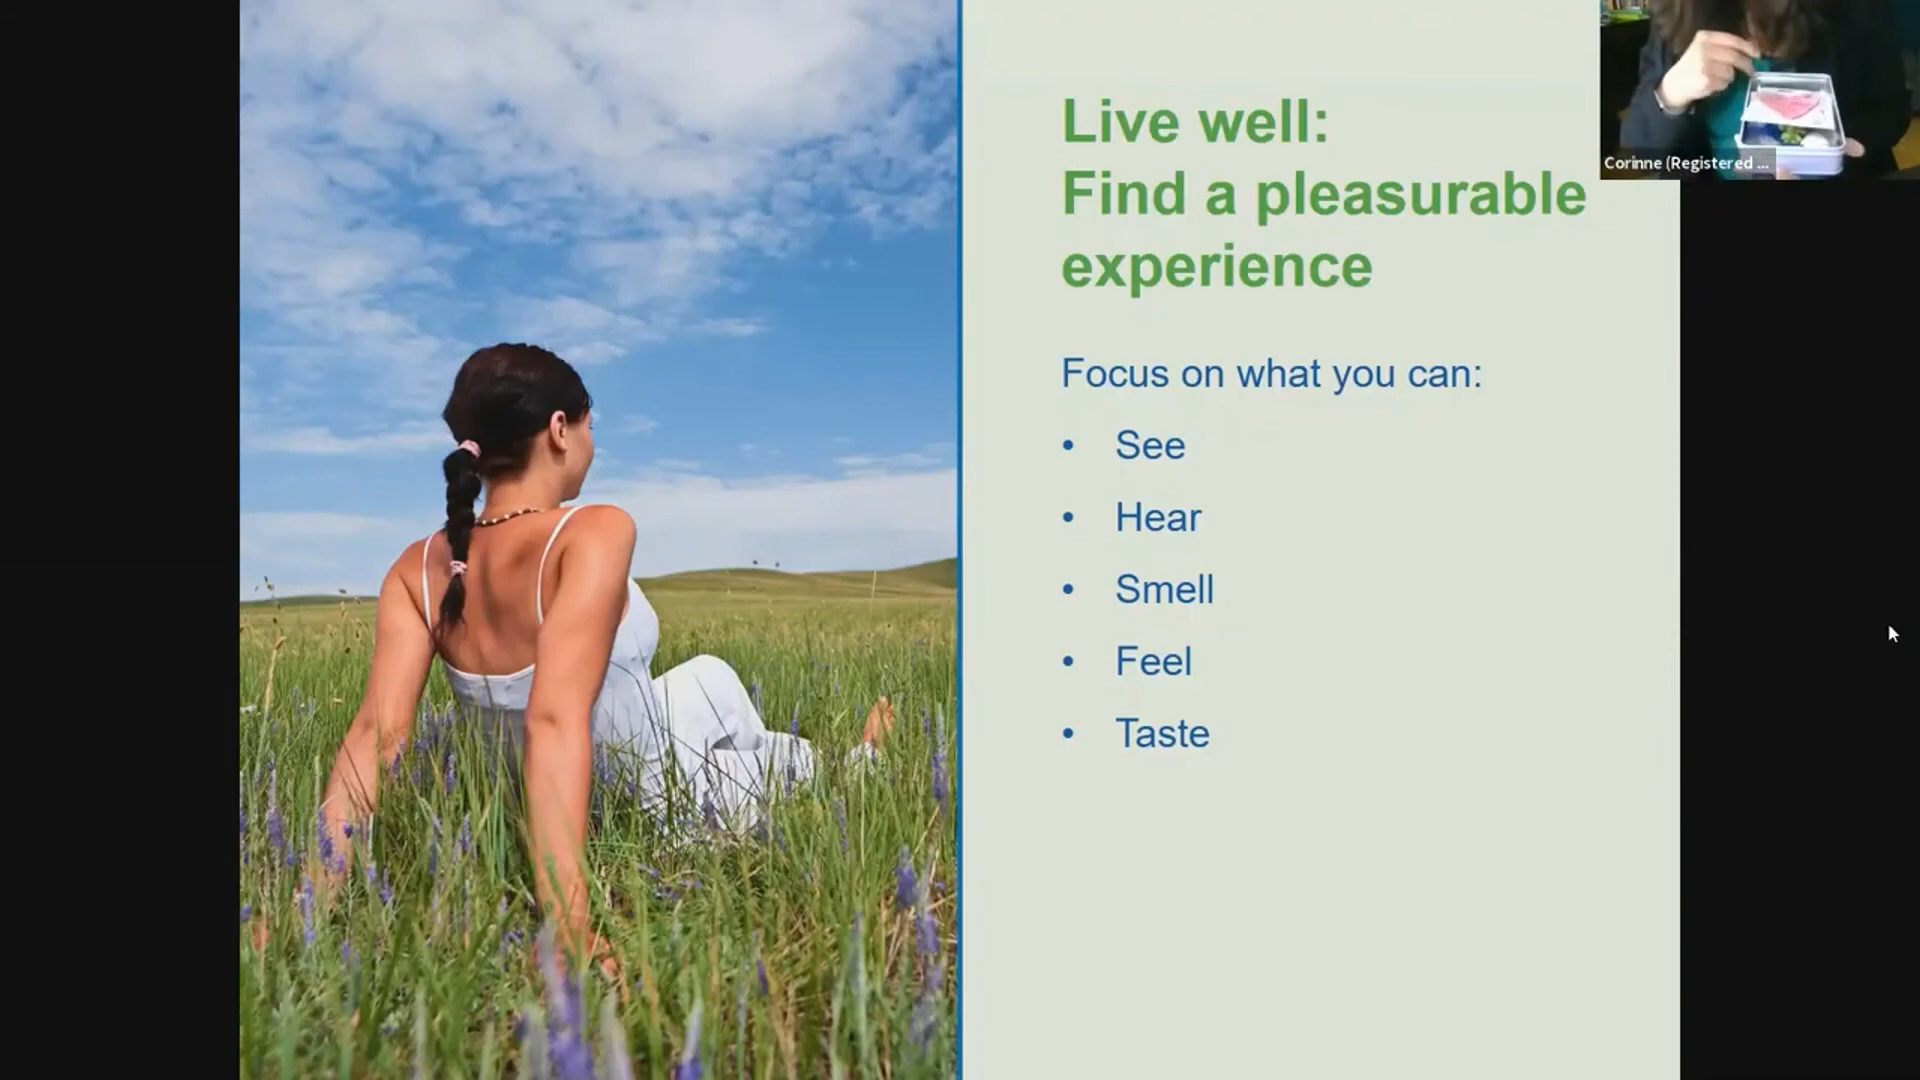 Live well:
Find a pleasurable
experience
Corinne (Registered ...
Focus on what you can:
• See
• Hear
• Smell
• Feel
• Taste